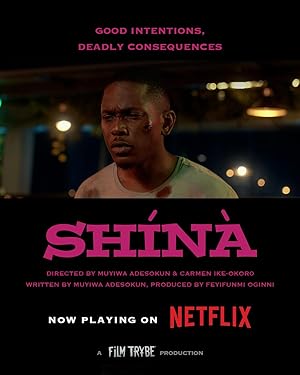 GOOD INTENTIONS,
DEADLY CONSEQUENCES
SHÍNÀ
DIRECTED BY MUYIWA ADESOKUN & CARMEN IKE-OKORO
WRITTEN BY MUYIWA ADESOKUN, PRODUCED BY FEYIFUNMI OGINNI
NOW PLAYING ON NETFLIX
A FILM TRYBE PRODUCTION